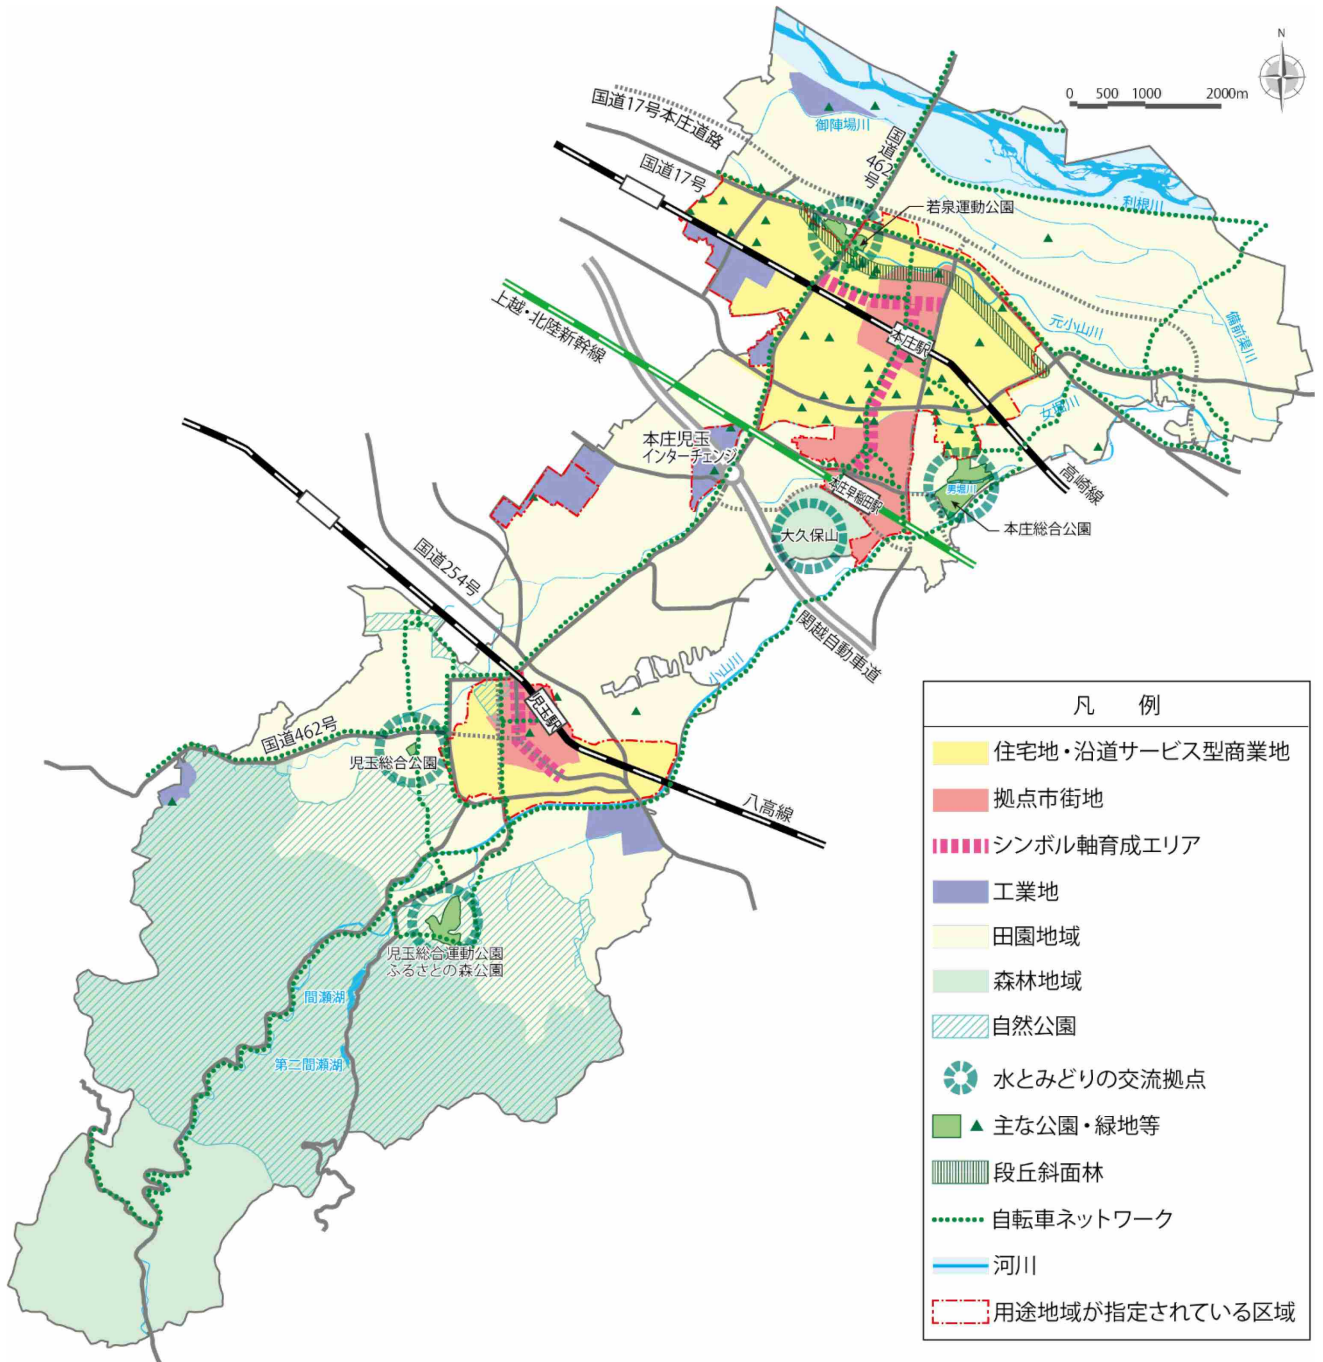 N
0 500 1000 2000m
国道17号本庄道路
御陣場川
国道462号
国道17号
利根川
若泉運動公園
上越・北陸新幹線
元小山川
備前渠川
本庄駅
女堀川
本庄児玉
インターチェンジ
高崎線
男堀川
本庄早稲田駅
本庄総合公園
大久保山
国道254号
関越自動車道
小山川
児玉駅
国道462号
児玉総合公園
八高線
児玉総合運動公園
ふるさとの森公園
間瀬湖
第二間瀬湖
凡 例
住宅地・沿道サービス型商業地
拠点市街地
シンボル軸育成エリア
工業地
田園地域
森林地域
自然公園
水とみどりの交流拠点
主な公園・緑地等
段丘斜面林
自転車ネットワーク
河川
用途地域が指定されている区域